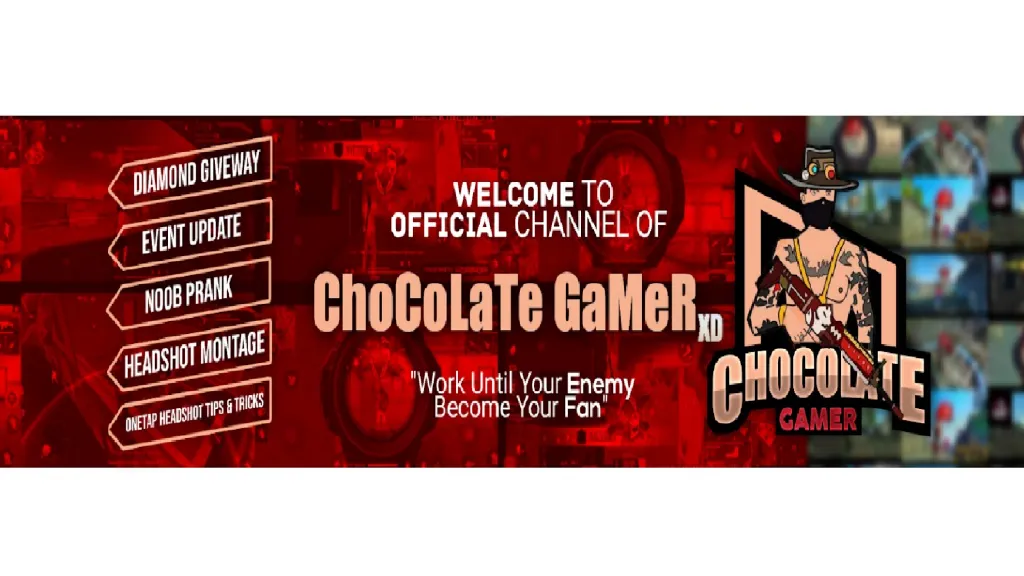 DIAMOND GIVEWAY
EVENT UPDATE
NOOB PRANK
HEADSHOT MONTAGE
ONETAP HEADSHOT TIPS & TRICKS
WELCOME TO
OFFICIAL CHANNEL OF
ChoCoLaTe GaMeR XD
"Work Until Your Enemy
Become Your Fan"
CHOCOLATE
GAMER